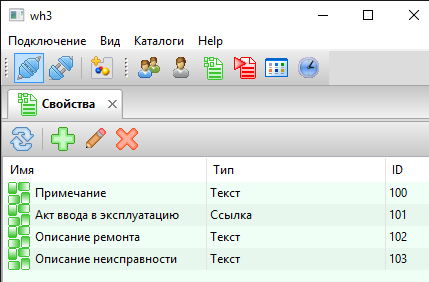 wh3
Подключение Вид Каталоги Help
Свойства
Имя Тип ID
Примечание Текст 100
Акт ввода в эксплуатацию Ссылка 101
Описание ремонта Текст 102
Описание неисправности Текст 103